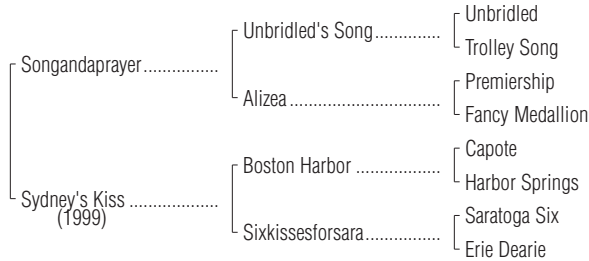 Unbridled
Unbridled's Song..............
Trolley Song
Songandaprayer................
Premiership
Alizea................................
Fancy Medallion
Capote
Boston Harbor..................
Harbor Springs
Sydney's Kiss...................
(1999)
Saratoga Six
Sixkissesforsara................
Erie Dearie